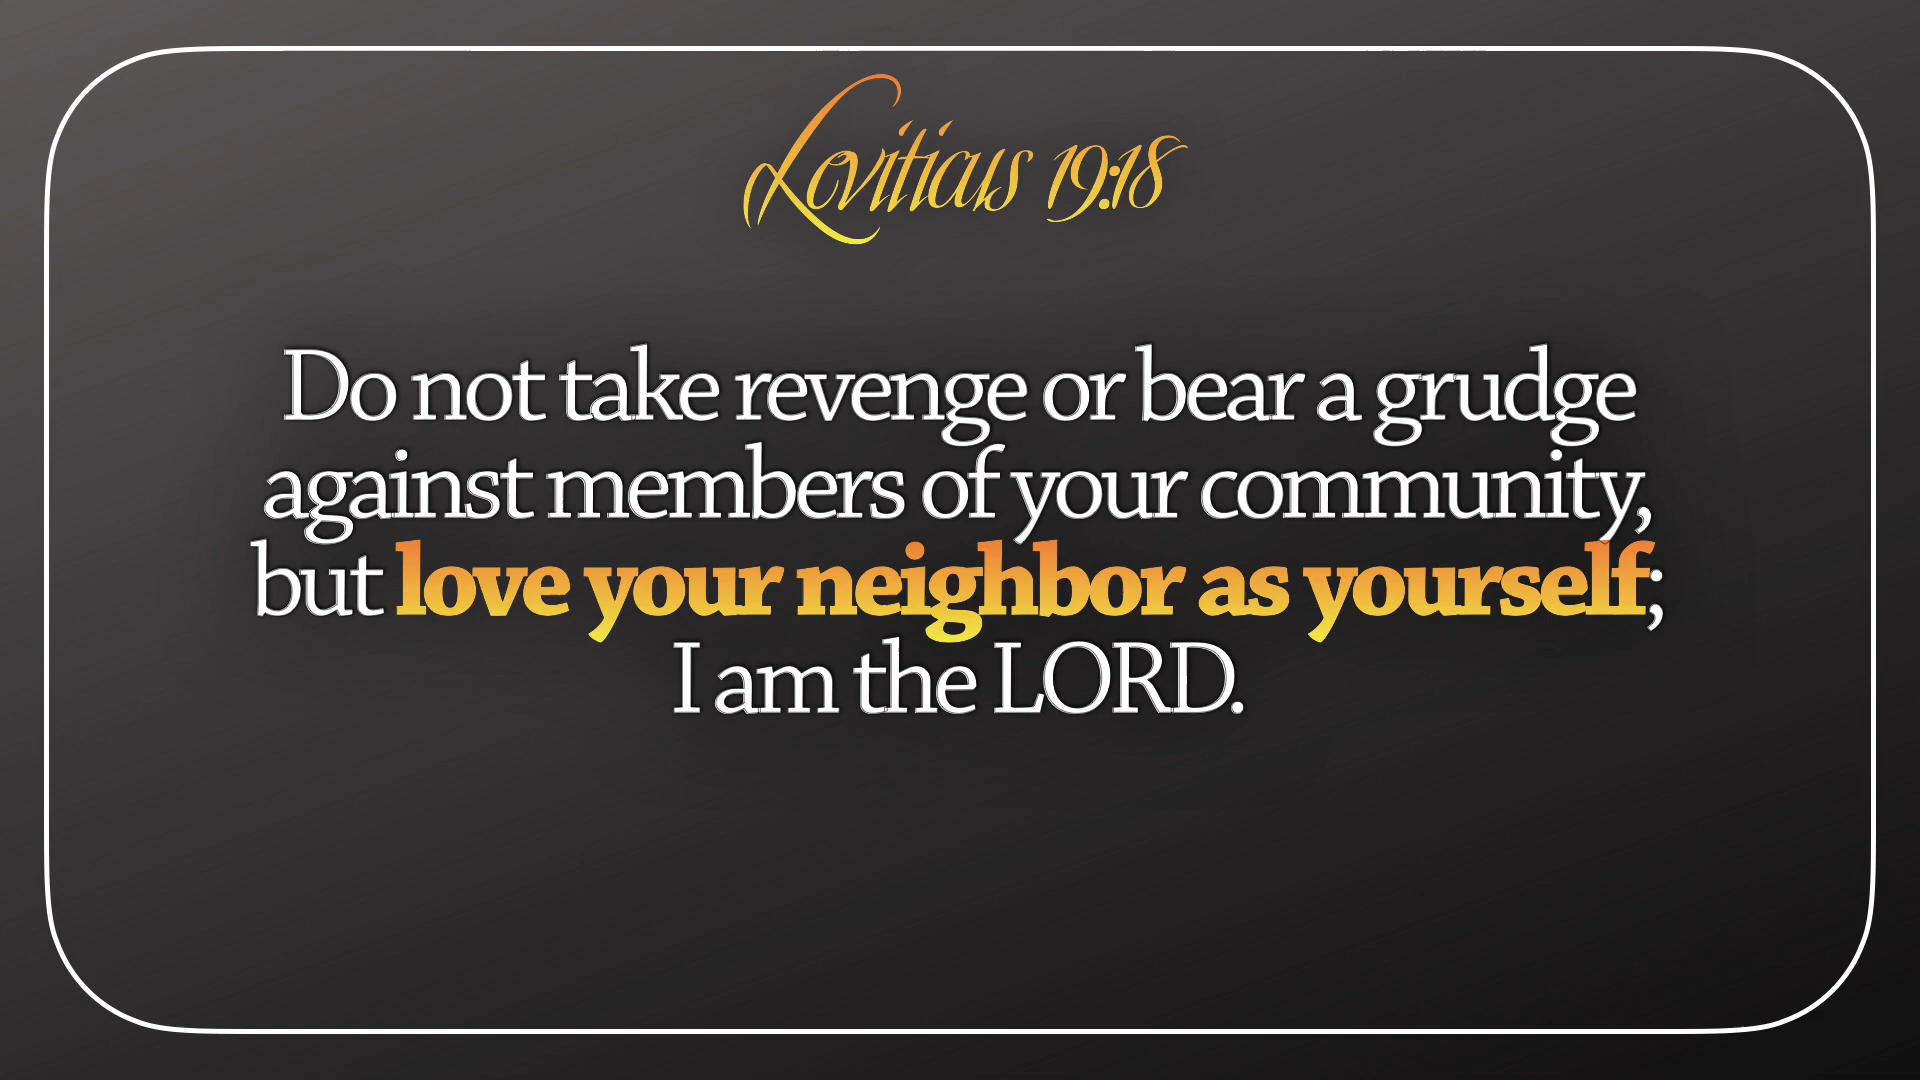 Leviticus 19:18
Do not take revenge or bear a grudge
against members of your community,
but love your neighbor as yourself;
I am the LORD.